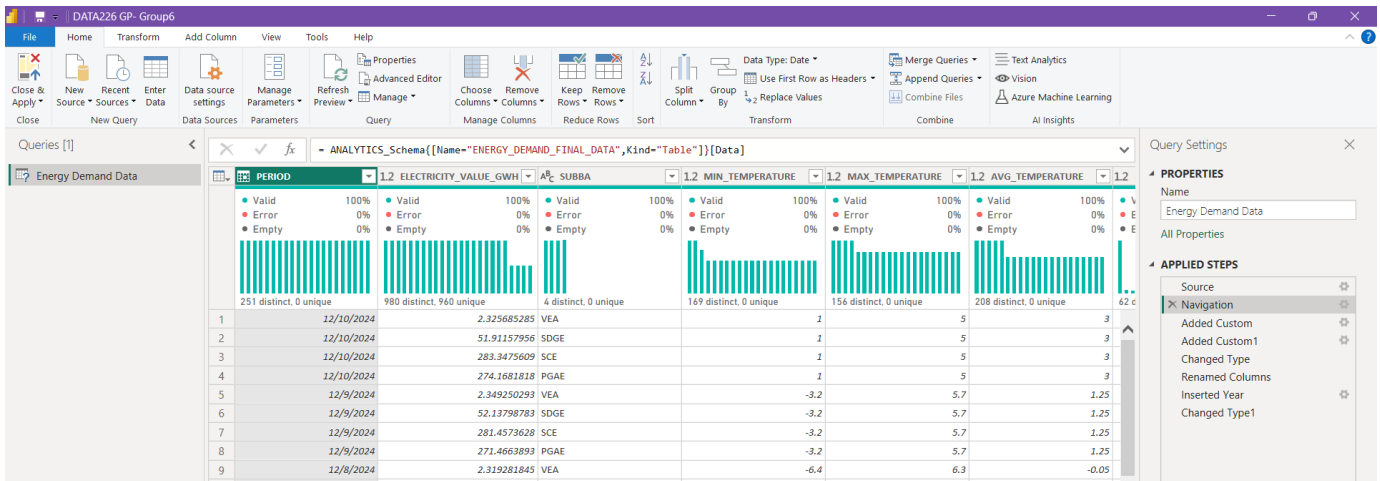 DATA226 GP- Group6
File Home Transform Add Column View Tools Help
Close & Apply
New Source
Recent Sources
Enter Data
Data source settings
Manage Parameters
Refresh Preview
Properties
Advanced Editor
Manage
Choose Columns
Remove Columns
Keep Rows
Remove Rows
Split Column
Group By
Data Type: Date
Use First Row as Headers
Replace Values
Merge Queries
Append Queries
Combine Files
Text Analytics
Vision
Azure Machine Learning
Close New Query Data Sources Parameters Query Manage Columns Reduce Rows Sort Transform Combine AI Insights
Queries [1]
Energy Demand Data
= ANALYTICS_Schema{[Name="ENERGY_DEMAND_FINAL_DATA",Kind="Table"]}[Data]
PERIOD 1.2 ELECTRICITY_VALUE_GWH ABC SUBBA 1.2 MIN_TEMPERATURE 1.2 MAX_TEMPERATURE 1.2 AVG_TEMPERATURE 1.2
Valid 100% Valid 100% Valid 100% Valid 100% Valid 100% Valid 100%
Error 0% Error 0% Error 0% Error 0% Error 0% Error 0%
Empty 0% Empty 0% Empty 0% Empty 0% Empty 0% Empty 0%
251 distinct, 0 unique 980 distinct, 960 unique 4 distinct, 0 unique 169 distinct, 0 unique 156 distinct, 0 unique 208 distinct, 0 unique 62 d
1 12/10/2024 2.325685285 VEA 1 5 3
2 12/10/2024 51.91157956 SDGE 1 5 3
3 12/10/2024 283.3475609 SCE 1 5 3
4 12/10/2024 274.1681818 PGAE 1 5 3
5 12/9/2024 2.349250293 VEA -3.2 5.7 1.25
6 12/9/2024 52.13798783 SDGE -3.2 5.7 1.25
7 12/9/2024 281.4573628 SCE -3.2 5.7 1.25
8 12/9/2024 271.4663893 PGAE -3.2 5.7 1.25
9 12/8/2024 2.319281845 VEA -6.4 6.3 -0.05
Query Settings
PROPERTIES
Name
Energy Demand Data
All Properties
APPLIED STEPS
Source
Navigation
Added Custom
Added Custom1
Changed Type
Renamed Columns
Inserted Year
Changed Type1